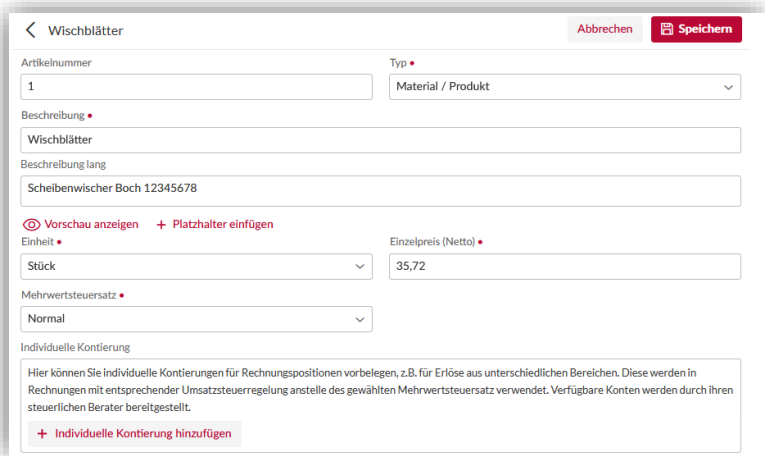 Wischblätter
Abbrechen
Speichern
Artikelnummer
Typ •
1
Material / Produkt
Beschreibung •
Wischblätter
Beschreibung lang
Scheibenwischer Boch 12345678
Vorschau anzeigen + Platzhalter einfügen
Einheit •
Einzelpreis (Netto) •
Stück
35,72
Mehrwertsteuersatz •
Normal
Individuelle Kontierung
Hier können Sie individuelle Kontierungen für Rechnungspositionen vorbelegen, z.B. für Erlöse aus unterschiedlichen Bereichen. Diese werden in
Rechnungen mit entsprechender Umsatzsteuerregelung anstelle des gewählten Mehrwertsteuersatz verwendet. Verfügbare Konten werden durch ihren
steuerlichen Berater bereitgestellt.
+ Individuelle Kontierung hinzufügen